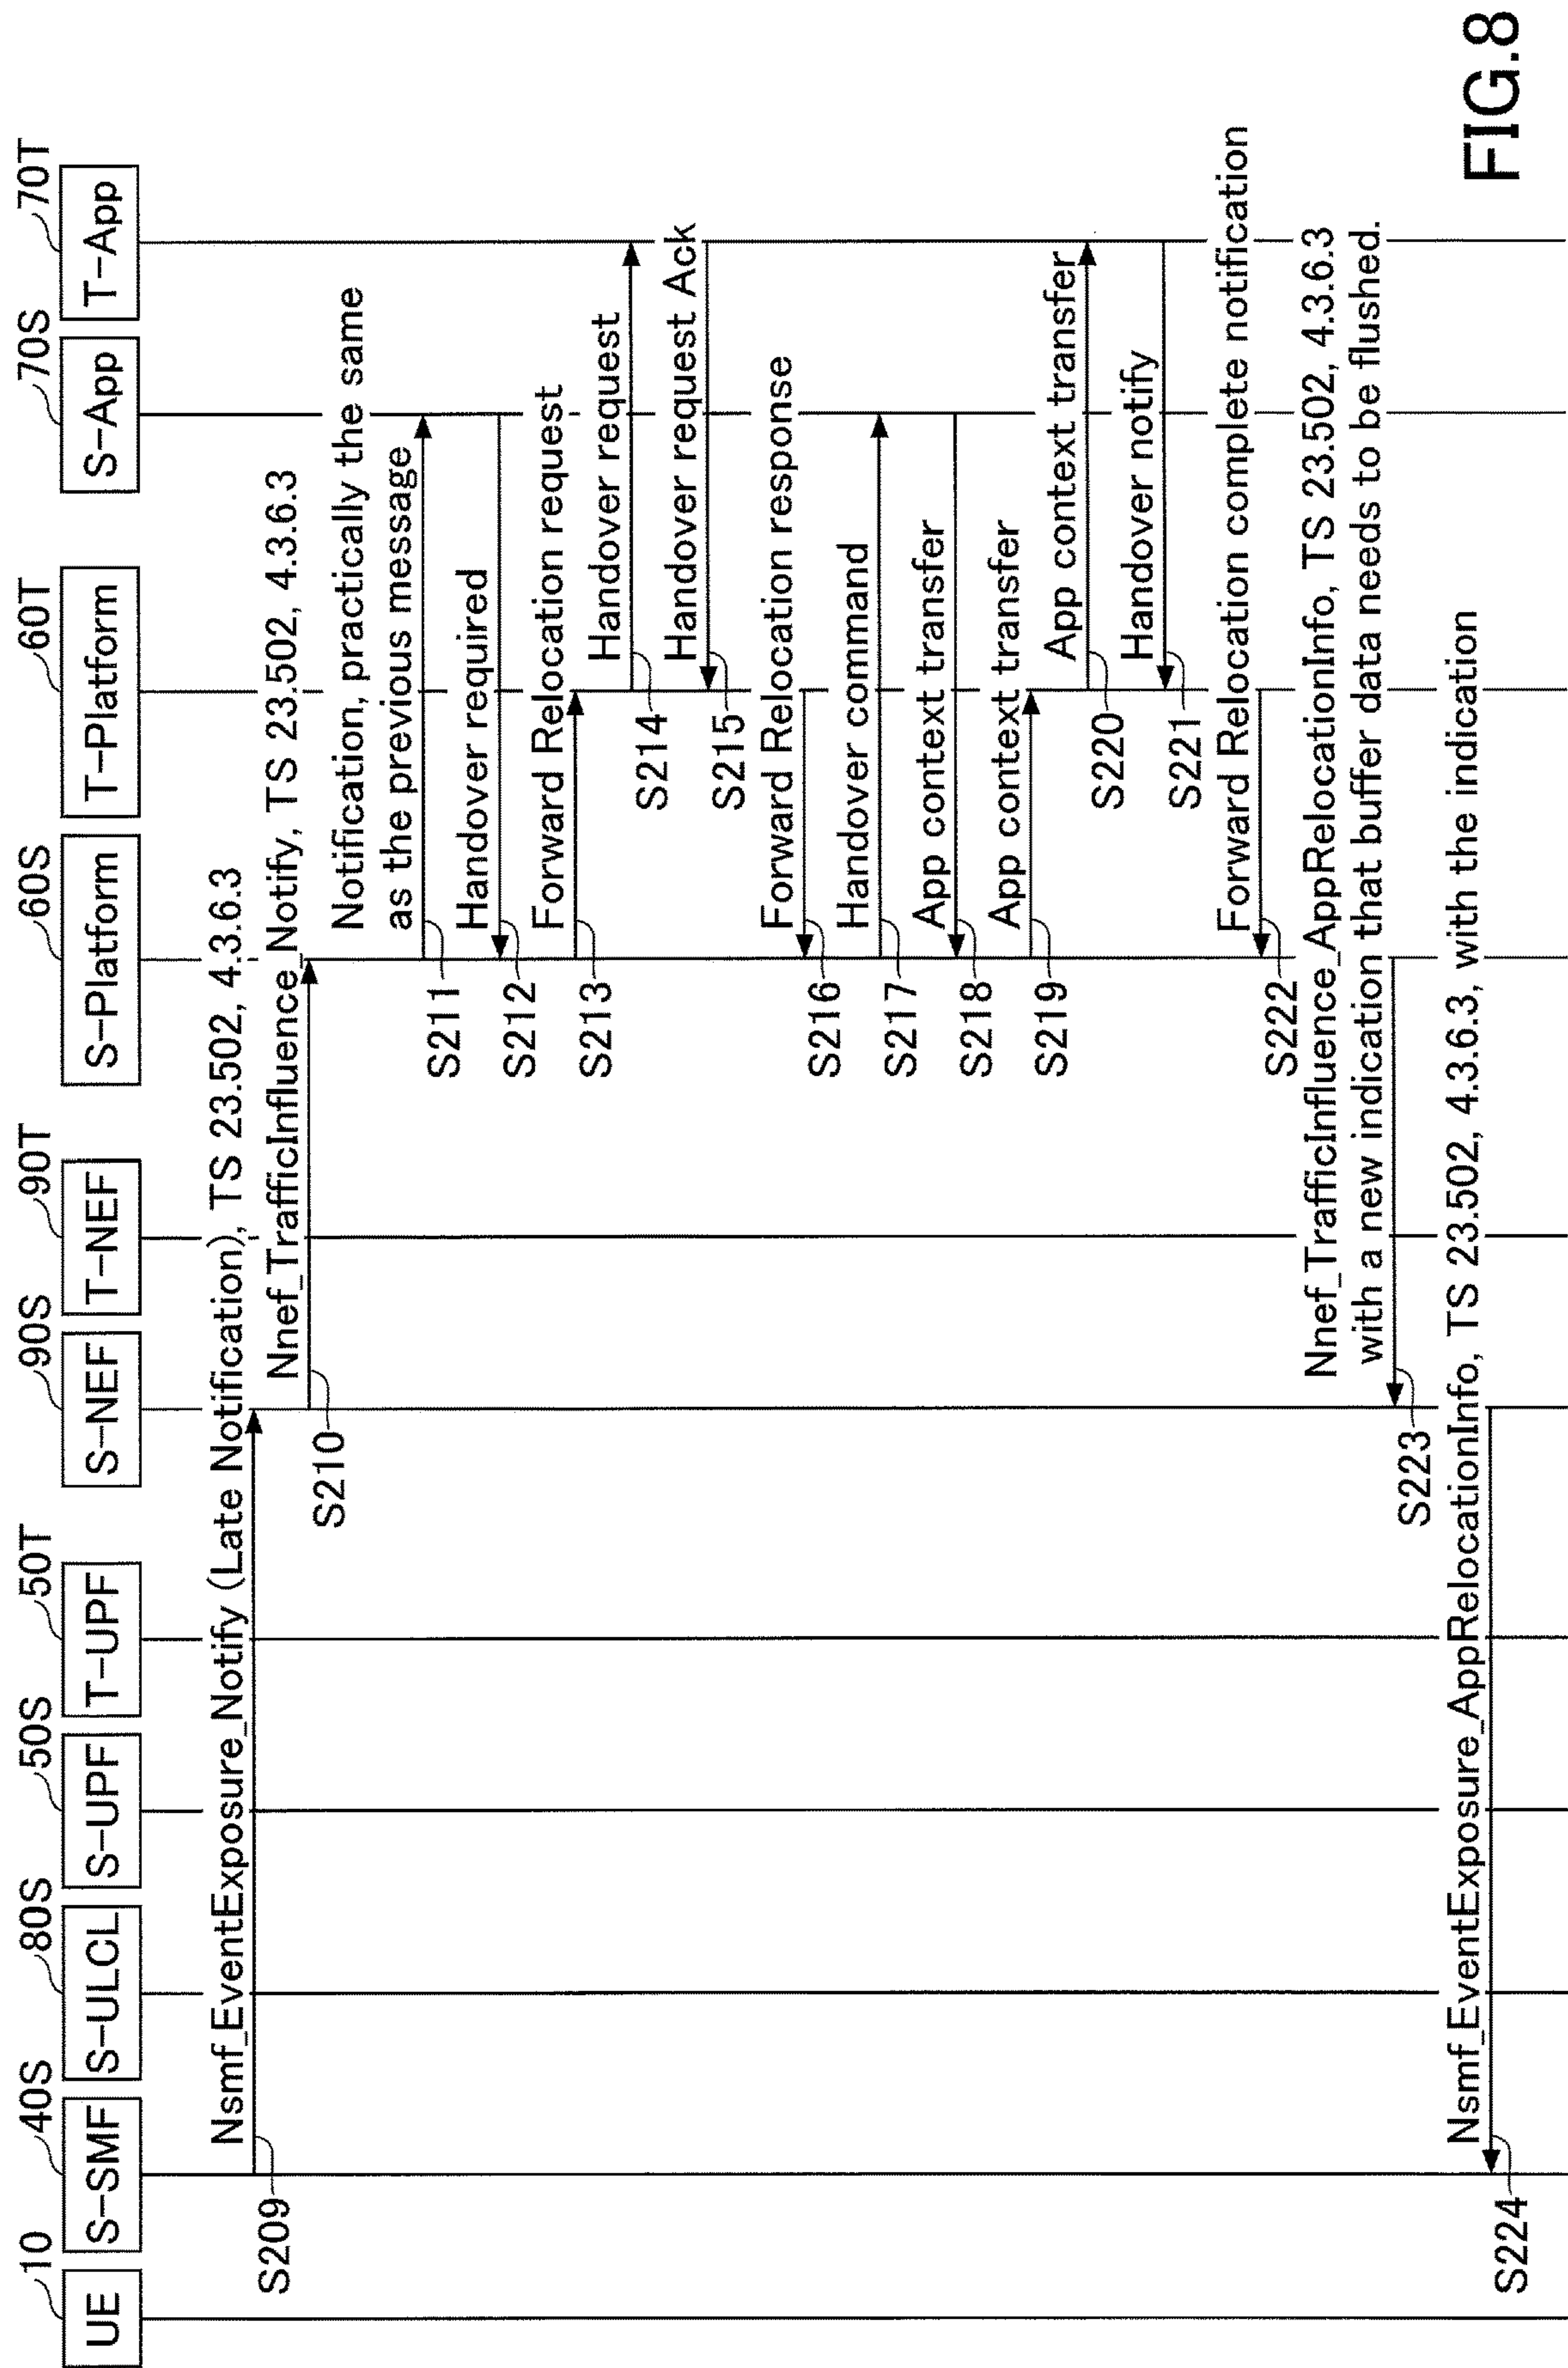 10
40S
80S
50S
50T
90S
90T
60S
60T
70S
70T
UE
S-SMF
S-ULCL
S-UPF
T-UPF
S-NEF
T-NEF
S-Platform
T-Platform
S-App
T-App
Nsmf_EventExposure_Notify (Late Notification), TS 23.502, 4.3.6.3
S209
Nnef_TrafficInfluence_Notify, TS 23.502, 4.3.6.3
S210
Notification, practically the same
as the previous message
S211
Handover required
S212
Forward Relocation request
S213
Handover request
S214
Handover request Ack
S215
Forward Relocation response
S216
Handover command
S217
App context transfer
S218
App context transfer
S219
App context transfer
S220
Handover notify
S221
Forward Relocation complete notification
S222
Nnef_TrafficInfluence_AppRelocationInfo, TS 23.502, 4.3.6.3
with a new indication that buffer data needs to be flushed.
S223
Nsmf_EventExposure_AppRelocationInfo, TS 23.502, 4.3.6.3, with the indication
S224
FIG.8